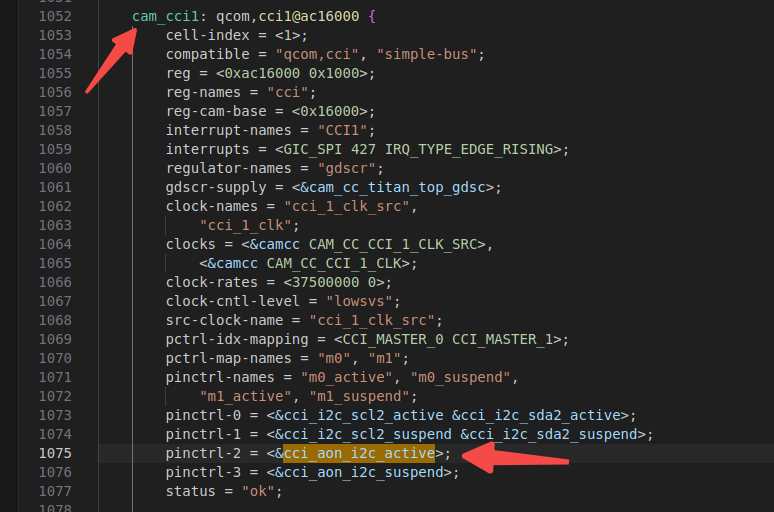 1052 cam_cci1: qcom,cci1@ac16000 {
1053 cell-index = <1>;
1054 compatible = "qcom,cci", "simple-bus";
1055 reg = <0xac16000 0x1000>;
1056 reg-names = "cci";
1057 reg-cam-base = <0x16000>;
1058 interrupt-names = "CCI1";
1059 interrupts = <GIC_SPI 427 IRQ_TYPE_EDGE_RISING>;
1060 regulator-names = "gdscr";
1061 gdscr-supply = <&cam_cc_titan_top_gdsc>;
1062 clock-names = "cci_1_clk_src",
1063 "cci_1_clk";
1064 clocks = <&camcc CAM_CC_CCI_1_CLK_SRC>,
1065 <&camcc CAM_CC_CCI_1_CLK>;
1066 clock-rates = <37500000 0>;
1067 clock-cntl-level = "lowsvs";
1068 src-clock-name = "cci_1_clk_src";
1069 pctrl-idx-mapping = <CCI_MASTER_0 CCI_MASTER_1>;
1070 pctrl-map-names = "m0", "m1";
1071 pinctrl-names = "m0_active", "m0_suspend",
1072 "m1_active", "m1_suspend";
1073 pinctrl-0 = <&cci_i2c_scl2_active &cci_i2c_sda2_active>;
1074 pinctrl-1 = <&cci_i2c_scl2_suspend &cci_i2c_sda2_suspend>;
1075 pinctrl-2 = <&cci_aon_i2c_active>;
1076 pinctrl-3 = <&cci_aon_i2c_suspend>;
1077 status = "ok";
1078